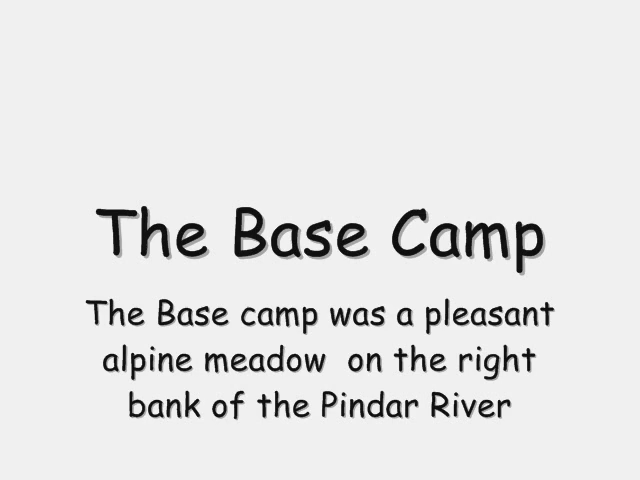 The Base Camp
The Base camp was a pleasant
alpine meadow  on the right
bank of the Pindar River